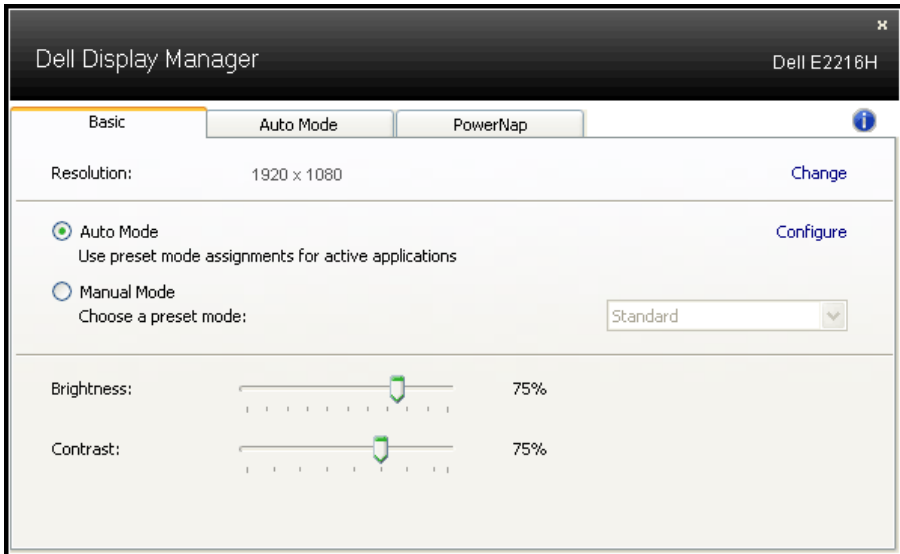 x
Dell Display Manager
Dell E2216H
Basic Auto Mode PowerNap i
Resolution: 1920 x 1080 Change
Auto Mode Configure
Use preset mode assignments for active applications
Manual Mode
Choose a preset mode: Standard
Brightness: 75%
Contrast: 75%